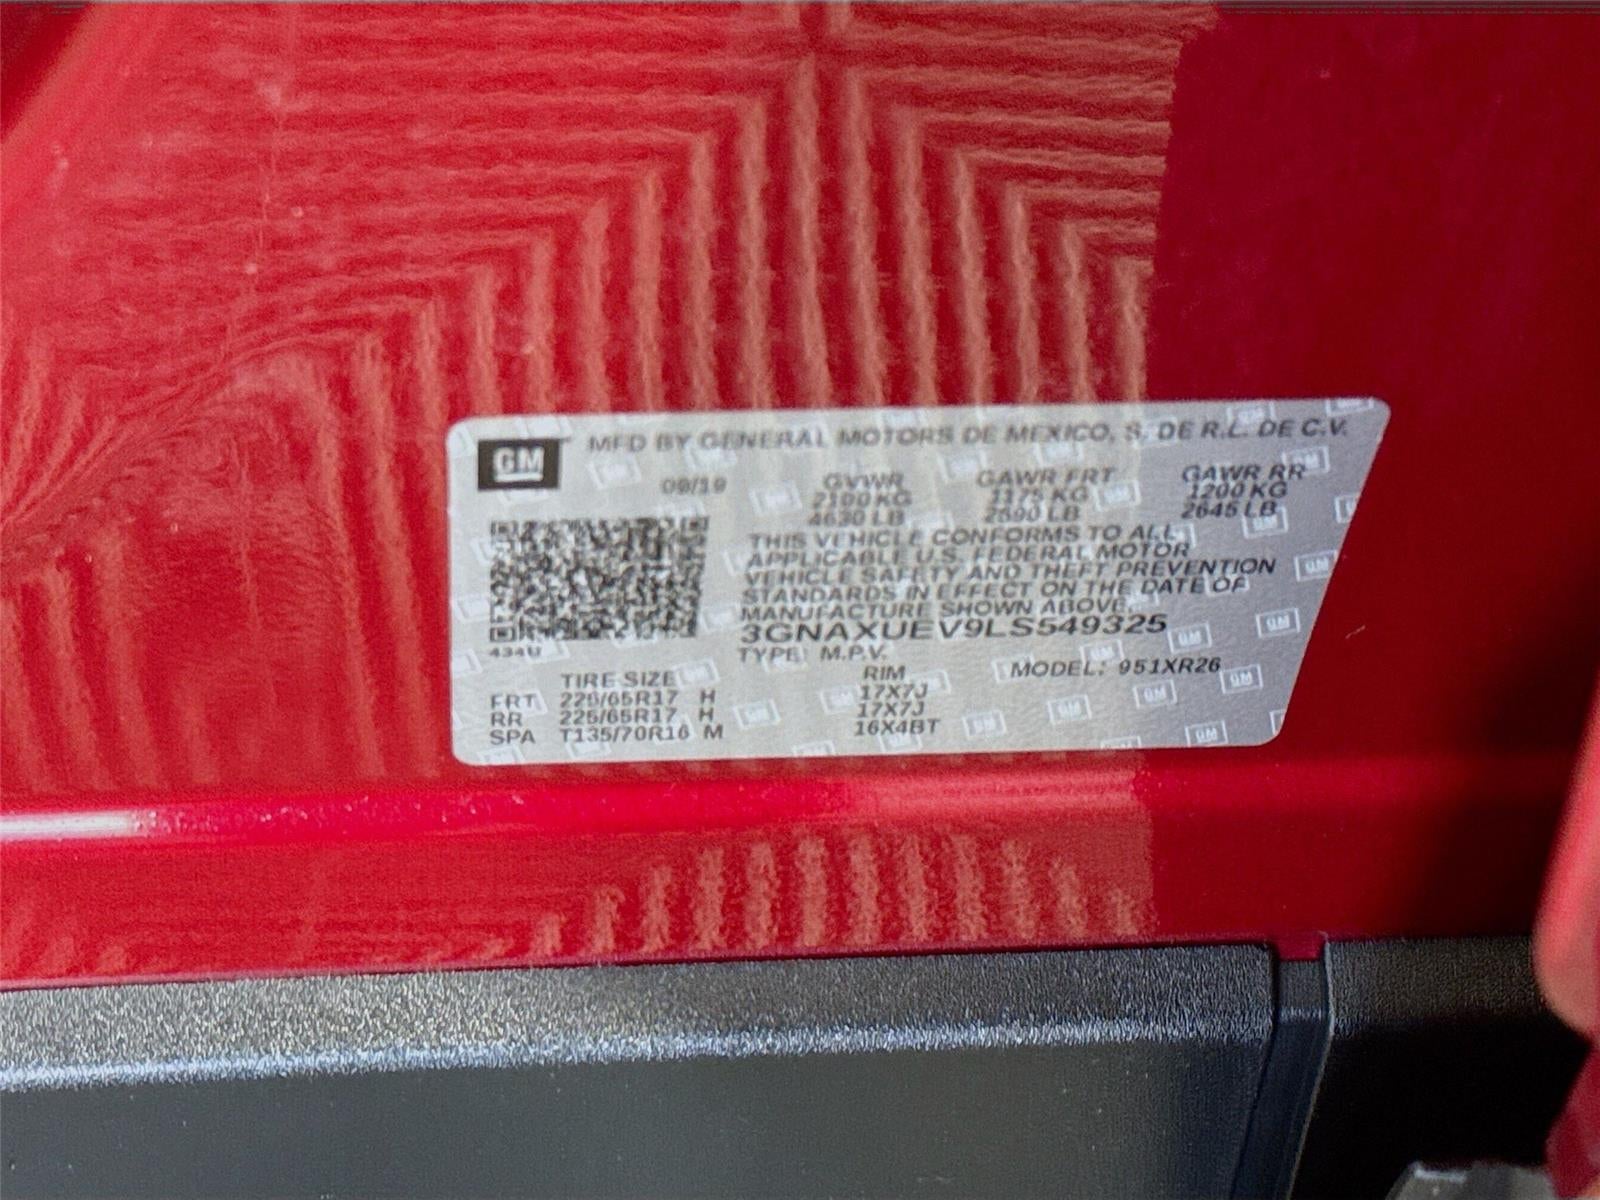 GM
MFD BY GENERAL MOTORS DE MEXICO, S. DE R.L. DE C.V.
09/19 GVWR GAWR FRT GAWR RR
2100 KG 1175 KG 1200 KG
4630 LB 2590 LB 2645 LB
THIS VEHICLE CONFORMS TO ALL
APPLICABLE U.S. FEDERAL MOTOR
VEHICLE SAFETY AND THEFT PREVENTION
STANDARDS IN EFFECT ON THE DATE OF
MANUFACTURE SHOWN ABOVE.
3GNAXUEV9LS549325
434U
TYPE: M.P.V. MODEL: 951XR26
TIRE SIZE RIM
FRT 225/65R17 H 17X7J
RR 225/65R17 H 17X7J
SPA T135/70R16 M 16X4BT